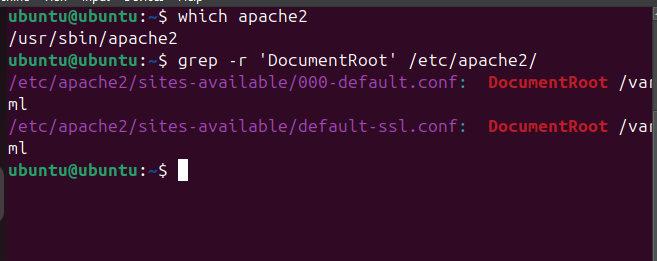 ubuntu@ubuntu:~$ which apache2
/usr/sbin/apache2
ubuntu@ubuntu:~$ grep -r 'DocumentRoot' /etc/apache2/
/etc/apache2/sites-available/000-default.conf:  DocumentRoot /var
ml
/etc/apache2/sites-available/default-ssl.conf:  DocumentRoot /var
ml
ubuntu@ubuntu:~$